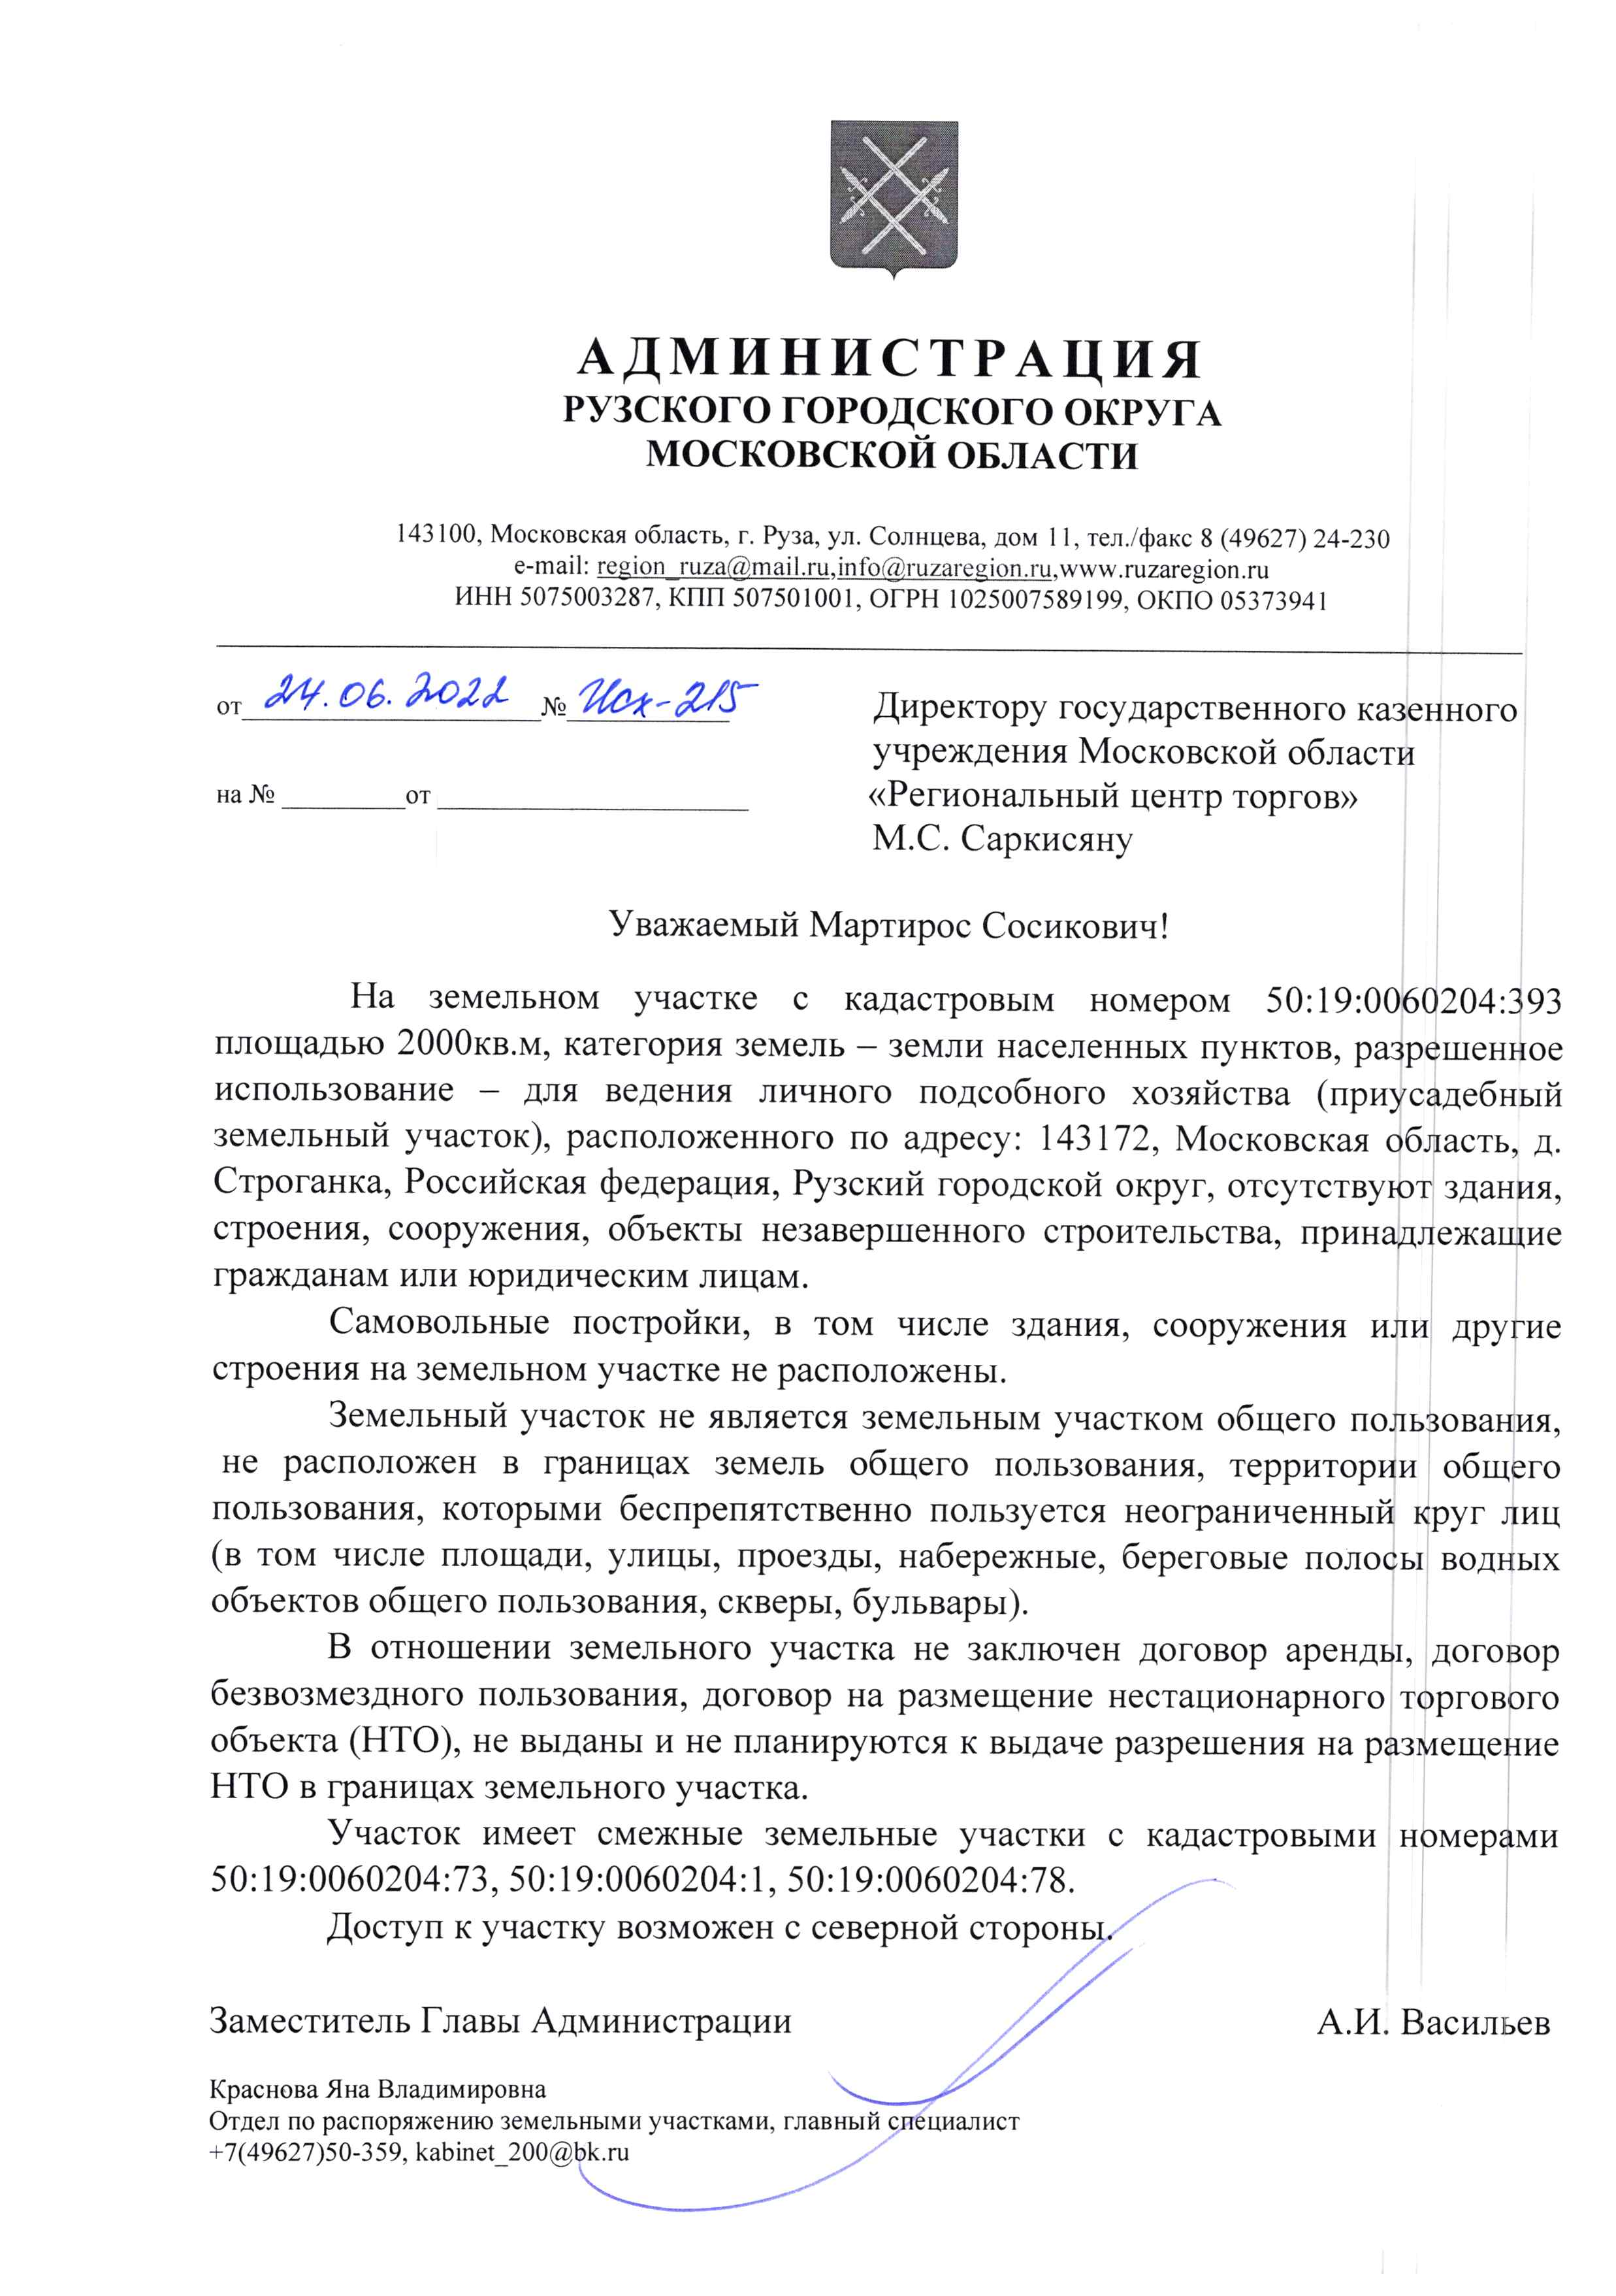 АДМИНИСТРАЦИЯ
РУЗСКОГО ГОРОДСКОГО ОКРУГА
МОСКОВСКОЙ ОБЛАСТИ
143100, Московская область, г. Руза, ул. Солнцева, дом 11, тел./факс 8 (49627) 24-230
e-mail: region_ruza@mail.ru,info@ruzaregion.ru,www.ruzaregion.ru
ИНН 5075003287, КПП 507501001, ОГРН 1025007589199, ОКПО 05373941
от 24.06.2022 № Исх-215
на № __________от ____________________
Директору государственного казенного
учреждения Московской области
«Региональный центр торгов»
М.С. Саркисяну
Уважаемый Мартирос Сосикович!
На земельном участке с кадастровым номером 50:19:0060204:393
площадью 2000кв.м, категория земель – земли населенных пунктов, разрешенное
использование – для ведения личного подсобного хозяйства (приусадебный
земельный участок), расположенного по адресу: 143172, Московская область, д.
Строганка, Российская федерация, Рузский городской округ, отсутствуют здания,
строения, сооружения, объекты незавершенного строительства, принадлежащие
гражданам или юридическим лицам.
Самовольные постройки, в том числе здания, сооружения или другие
строения на земельном участке не расположены.
Земельный участок не является земельным участком общего пользования,
не расположен в границах земель общего пользования, территории общего
пользования, которыми беспрепятственно пользуется неограниченный круг лиц
(в том числе площади, улицы, проезды, набережные, береговые полосы водных
объектов общего пользования, скверы, бульвары).
В отношении земельного участка не заключен договор аренды, договор
безвозмездного пользования, договор на размещение нестационарного торгового
объекта (НТО), не выданы и не планируются к выдаче разрешения на размещение
НТО в границах земельного участка.
Участок имеет смежные земельные участки с кадастровыми номерами
50:19:0060204:73, 50:19:0060204:1, 50:19:0060204:78.
Доступ к участку возможен с северной стороны.
Заместитель Главы Администрации А.И. Васильев
Краснова Яна Владимировна
Отдел по распоряжению земельными участками, главный специалист
+7(49627)50-359, kabinet_200@bk.ru